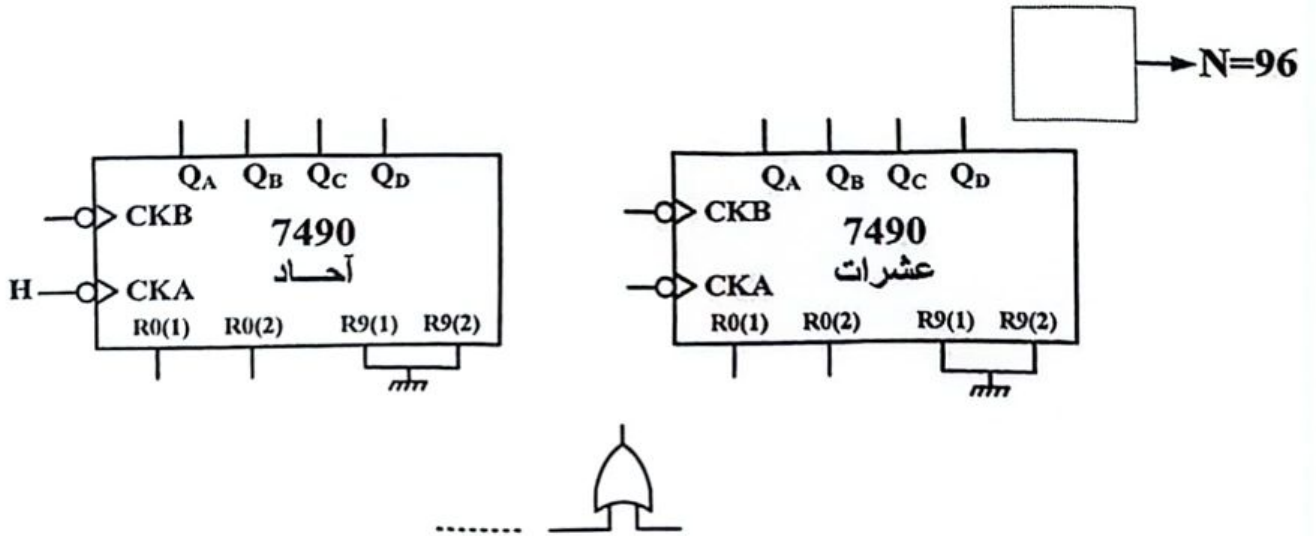 N=96
QA QB QC QD
CKB
7490
آحاد
H CKA
R0(1) R0(2) R9(1) R9(2)
QA QB QC QD
CKB
7490
عشرات
CKA
R0(1) R0(2) R9(1) R9(2)
........